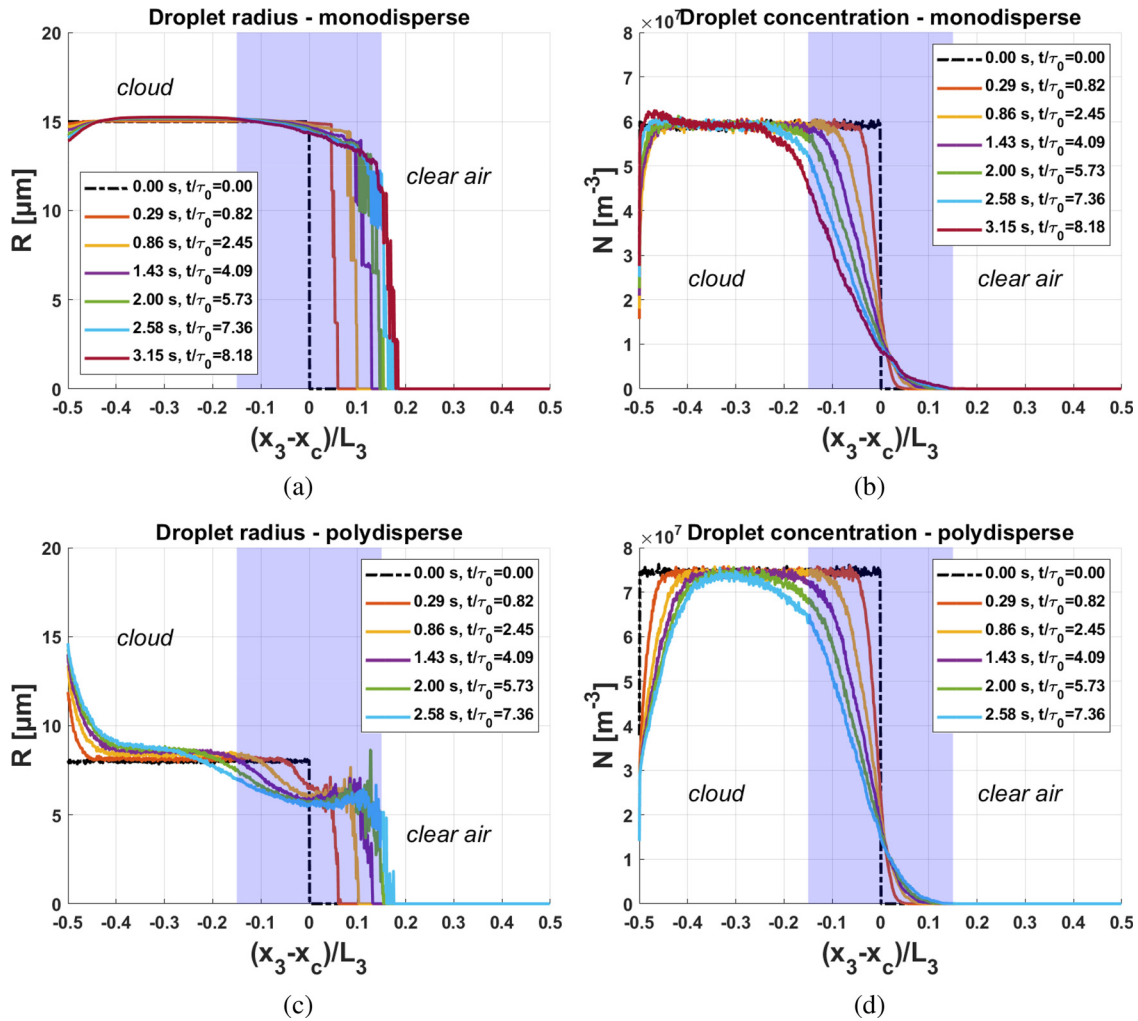 Droplet radius - monodisperse
20
15
10
5
0
R [µm]
cloud
clear air
0.00 s, t/τ0=0.00
0.29 s, t/τ0=0.82
0.86 s, t/τ0=2.45
1.43 s, t/τ0=4.09
2.00 s, t/τ0=5.73
2.58 s, t/τ0=7.36
3.15 s, t/τ0=8.18
-0.5 -0.4 -0.3 -0.2 -0.1 0 0.1 0.2 0.3 0.4 0.5
(x3-xc)/L3
(a)
×10^7
Droplet concentration - monodisperse
8
7
6
5
4
3
2
1
0
N [m^-3]
0.00 s, t/τ0=0.00
0.29 s, t/τ0=0.82
0.86 s, t/τ0=2.45
1.43 s, t/τ0=4.09
2.00 s, t/τ0=5.73
2.58 s, t/τ0=7.36
3.15 s, t/τ0=8.18
cloud
clear air
-0.5 -0.4 -0.3 -0.2 -0.1 0 0.1 0.2 0.3 0.4 0.5
(x3-xc)/L3
(b)
Droplet radius - polydisperse
20
15
10
5
0
R [µm]
cloud
0.00 s, t/τ0=0.00
0.29 s, t/τ0=0.82
0.86 s, t/τ0=2.45
1.43 s, t/τ0=4.09
2.00 s, t/τ0=5.73
2.58 s, t/τ0=7.36
clear air
-0.5 -0.4 -0.3 -0.2 -0.1 0 0.1 0.2 0.3 0.4 0.5
(x3-xc)/L3
(c)
×10^7
Droplet concentration - polydisperse
8
7
6
5
4
3
2
1
0
N [m^-3]
0.00 s, t/τ0=0.00
0.29 s, t/τ0=0.82
0.86 s, t/τ0=2.45
1.43 s, t/τ0=4.09
2.00 s, t/τ0=5.73
2.58 s, t/τ0=7.36
cloud
clear air
-0.5 -0.4 -0.3 -0.2 -0.1 0 0.1 0.2 0.3 0.4 0.5
(x3-xc)/L3
(d)